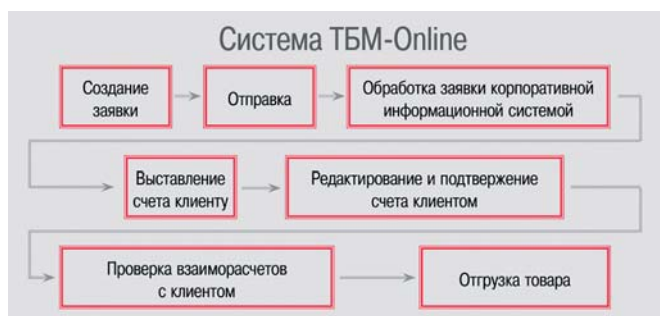 Система ТБМ-Online
Создание
заявки
Отправка
Обработка заявки корпоративной
информационной системой
Выставление
счета клиенту
Редактирование и подтвержение
счета клиентом
Проверка взаиморасчетов
с клиентом
Отгрузка товара